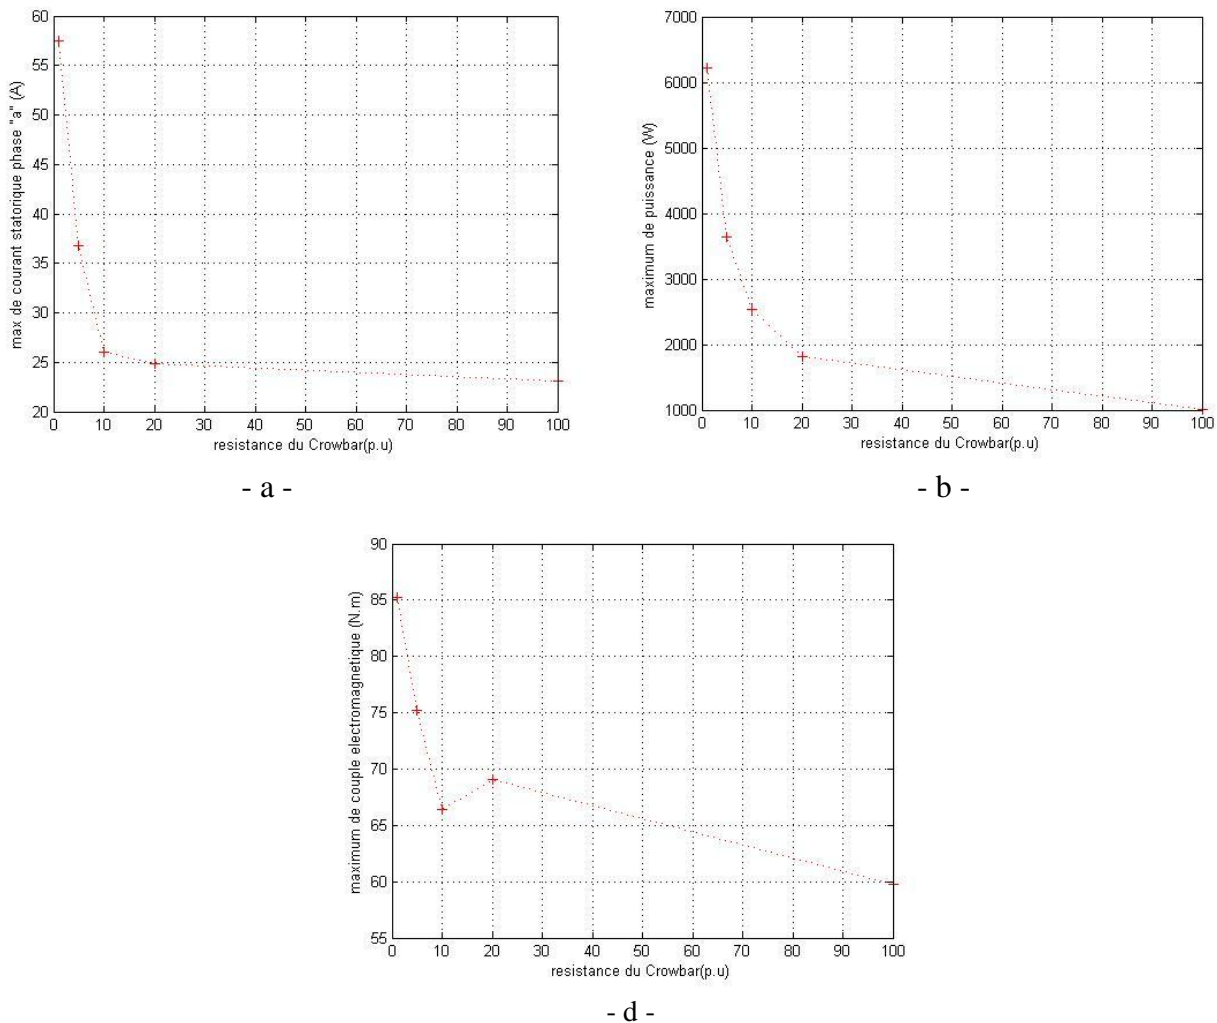 60
55
50
45
40
35
30
25
20
max de courant statorique phase "a" (A)
0 10 20 30 40 50 60 70 80 90 100
resistance du Crowbar(p.u)
- a -
7000
6000
5000
4000
3000
2000
1000
maximum de puissance (W)
0 10 20 30 40 50 60 70 80 90 100
resistance du Crowbar(p.u)
- b -
90
85
80
75
70
65
60
55
maximum de couple electromagnetique (N.m)
0 10 20 30 40 50 60 70 80 90 100
resistance du Crowbar(p.u)
- d -